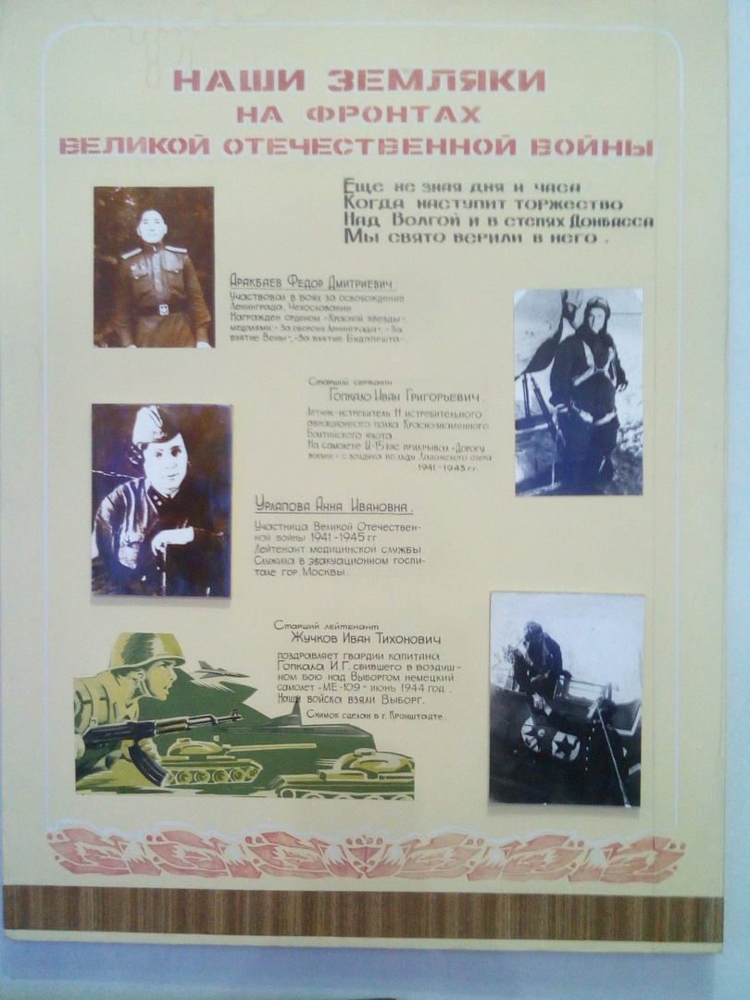 НАШИ ЗЕМЛЯКИ
НА ФРОНТАХ
ВЕЛИКОЙ ОТЕЧЕСТВЕННОЙ ВОЙНЫ
Еще не зная дня и часа
Когда наступит торжество
Над Волгой и в степях Донбасса
Мы свято верили в него .
Аракбаев Федор Дмитриевич
Участвовал в боях за освобождение
Ленинграда, Чехословакии
Награжден орденом «Красной звезды»,
медалями:- «За оборону Ленинграда», «За
взятие Вены», «За взятие Будапешта».
Старший сержант
Гопкало Иван Григорьевич .
Летчик-истребитель 11 истребительного
авиационного полка Краснознаменного
Балтийского флота.
На самолете И-15 бис прикрывал «Дорогу
жизни» с воздуха по льду Ладожского озера
1941-1943 г г.
Урлапова Анна Ивановна .
Участница Великой Отечествен-
ной войны 1941-1945 г г
Лейтенант медицинской службы.
Служила в эвакуационном госпи-
тале гор Москвы.
Старший лейтенант
Жучков Иван Тихонович
поздравляет гвардии капитана
Гопкала И.Г. сбившего в воздуш-
ном бою над Выборгом немецкий
самолет «МЕ-109» июнь 1944 год .
Наши войска взяли Выборг.
Снимок сделан в г. Кронштадте .